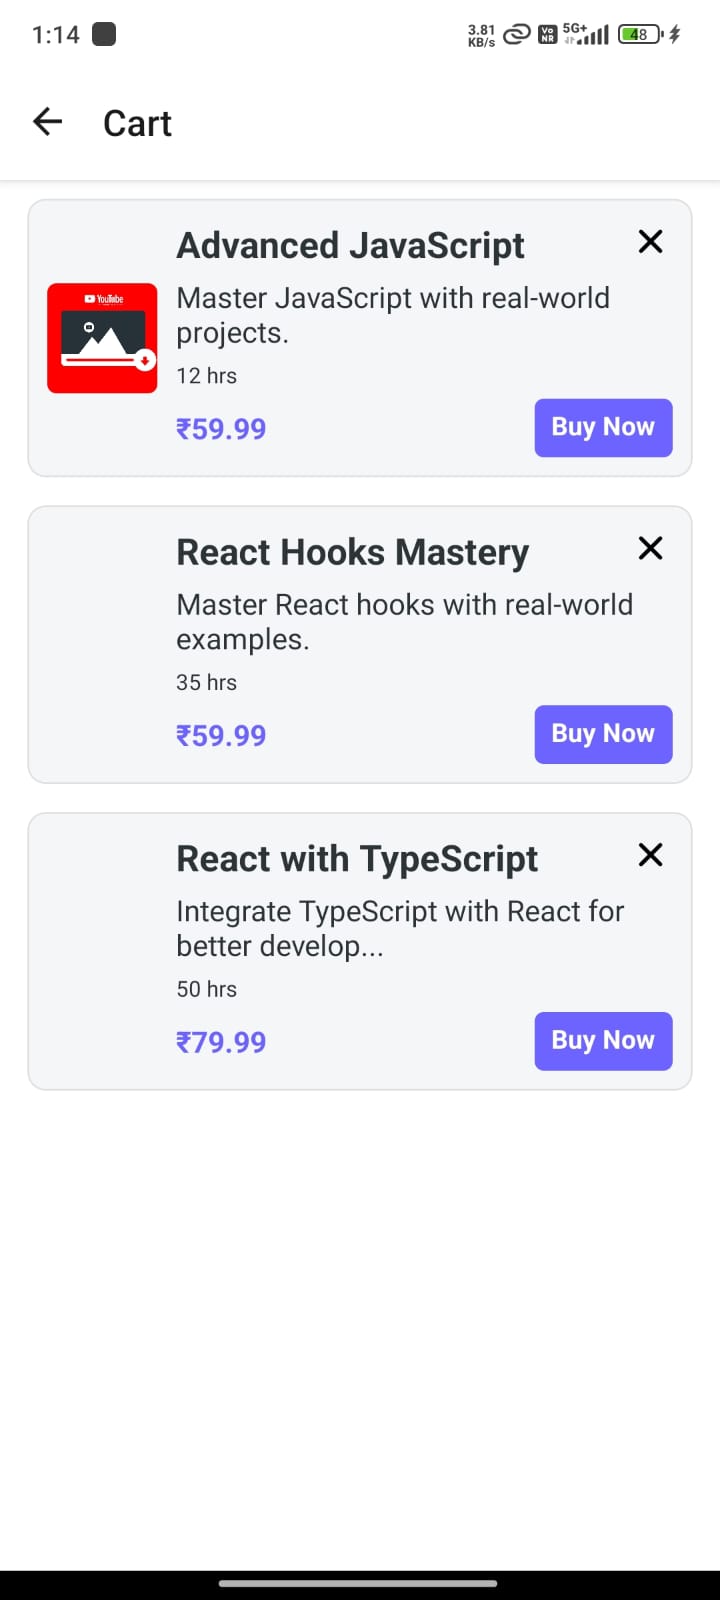 1:14
3.81
KB/s
Vo
NR
5G+
48
Cart
Advanced JavaScript
YouTube
Master JavaScript with real-world
projects.
12 hrs
₹59.99
Buy Now
React Hooks Mastery
Master React hooks with real-world
examples.
35 hrs
₹59.99
Buy Now
React with TypeScript
Integrate TypeScript with React for
better develop...
50 hrs
₹79.99
Buy Now